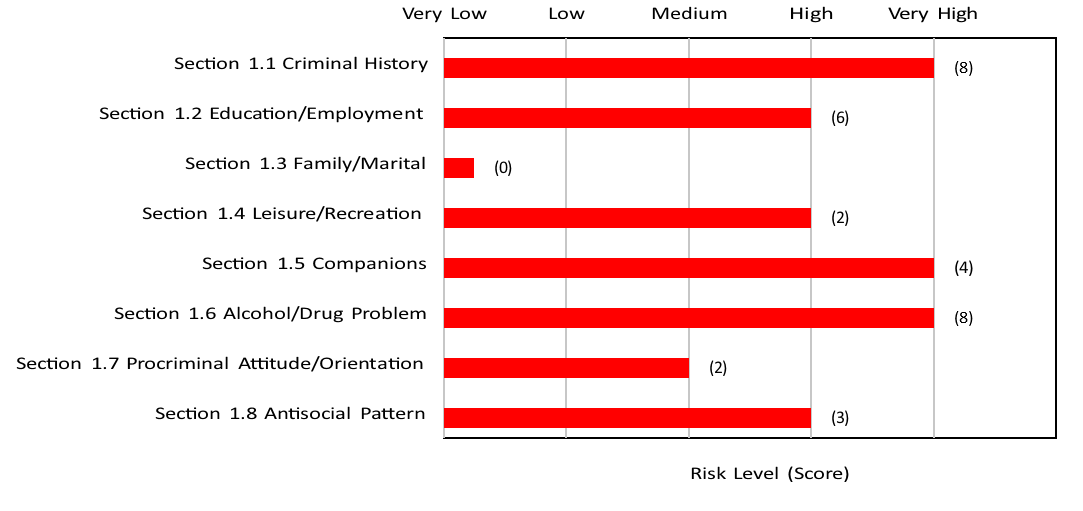 Very Low Low Medium High Very High
Section 1.1 Criminal History (8)
Section 1.2 Education/Employment (6)
Section 1.3 Family/Marital (0)
Section 1.4 Leisure/Recreation (2)
Section 1.5 Companions (4)
Section 1.6 Alcohol/Drug Problem (8)
Section 1.7 Procriminal Attitude/Orientation (2)
Section 1.8 Antisocial Pattern (3)
Risk Level (Score)